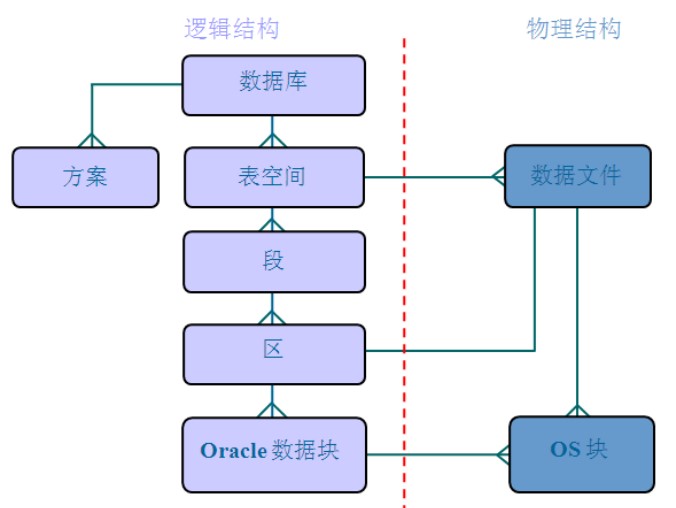 逻辑结构
物理结构
数据库
方案
表空间
数据文件
段
区
Oracle 数据块
OS 块